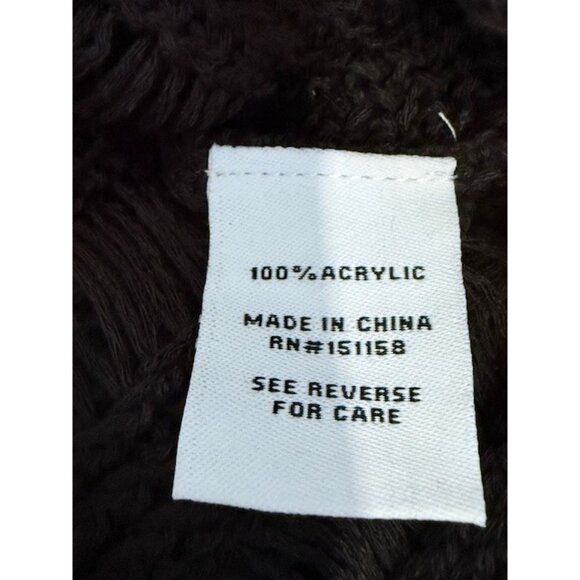 100% ACRYLIC
MADE IN CHINA
RN#151158
SEE REVERSE
FOR CARE